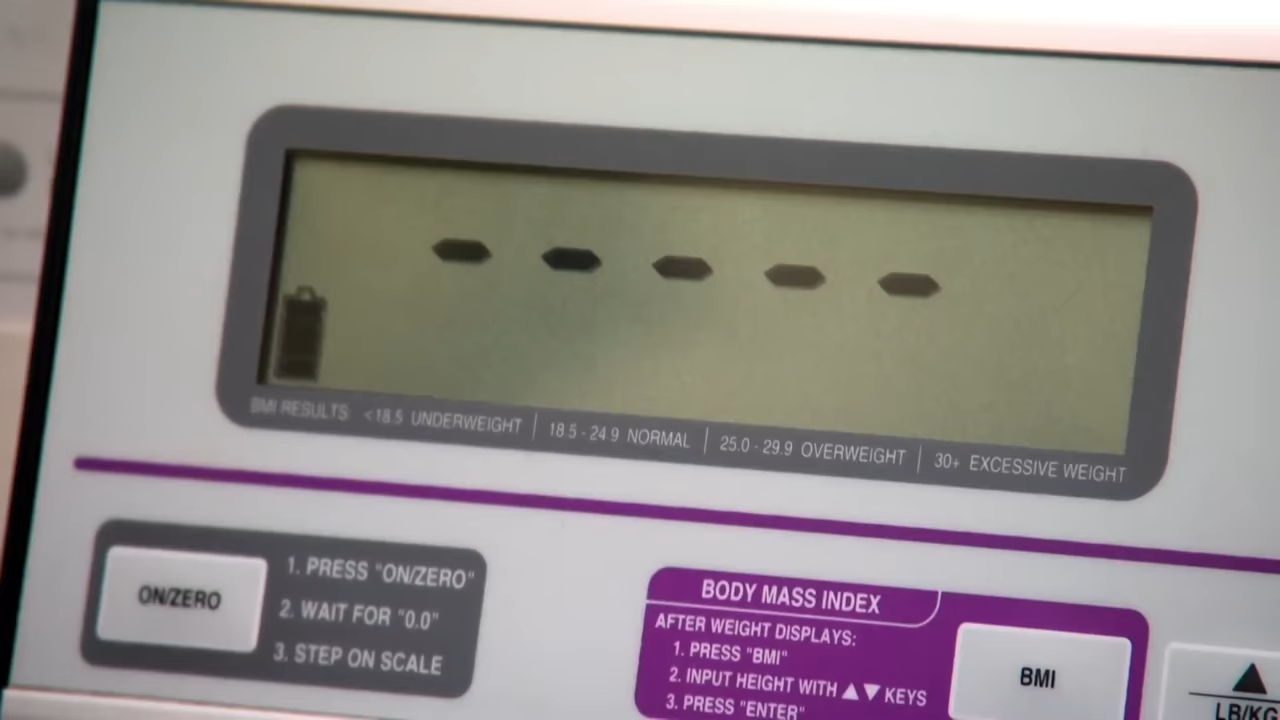 - - - - -
BMI RESULTS <18.5 UNDERWEIGHT | 18.5 - 24.9 NORMAL | 25.0 - 29.9 OVERWEIGHT | 30+ EXCESSIVE WEIGHT
ON/ZERO
1. PRESS "ON/ZERO"
2. WAIT FOR "0.0"
3. STEP ON SCALE
BODY MASS INDEX
AFTER WEIGHT DISPLAYS:
1. PRESS "BMI"
2. INPUT HEIGHT WITH ▲▼ KEYS
3. PRESS "ENTER"
BMI
▲
LB/KG